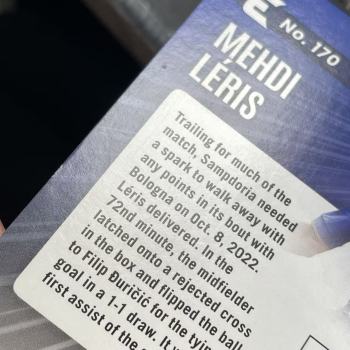 No. 170
MEHDI
LÉRIS
Trailing for much of the
match, Sampdoria needed
a spark to walk away with
any points in its bout with
Bologna on Oct. 8, 2022.
Léris delivered. In the
72nd minute, the midfielder
latched onto a rejected cross
in the box and flipped the ball
to Filip Đuričić for the tying
goal in a 1-1 draw. It
first assist of the